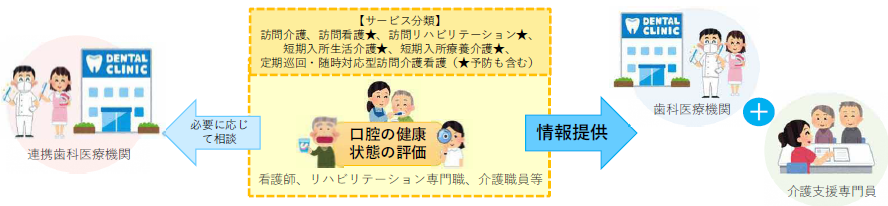 【サービス分類】
訪問介護、訪問看護★、訪問リハビリテーション★、
短期入所生活介護★、短期入所療養介護★、
定期巡回・随時対応型訪問介護看護（★予防も含む）
DENTAL
CLINIC
連携歯科医療機関
必要に応じ
て相談
口腔の健康
状態の評価
看護師、リハビリテーション専門職、介護職員等
情報提供
DENTAL
CLINIC
歯科医療機関
+
介護支援専門員